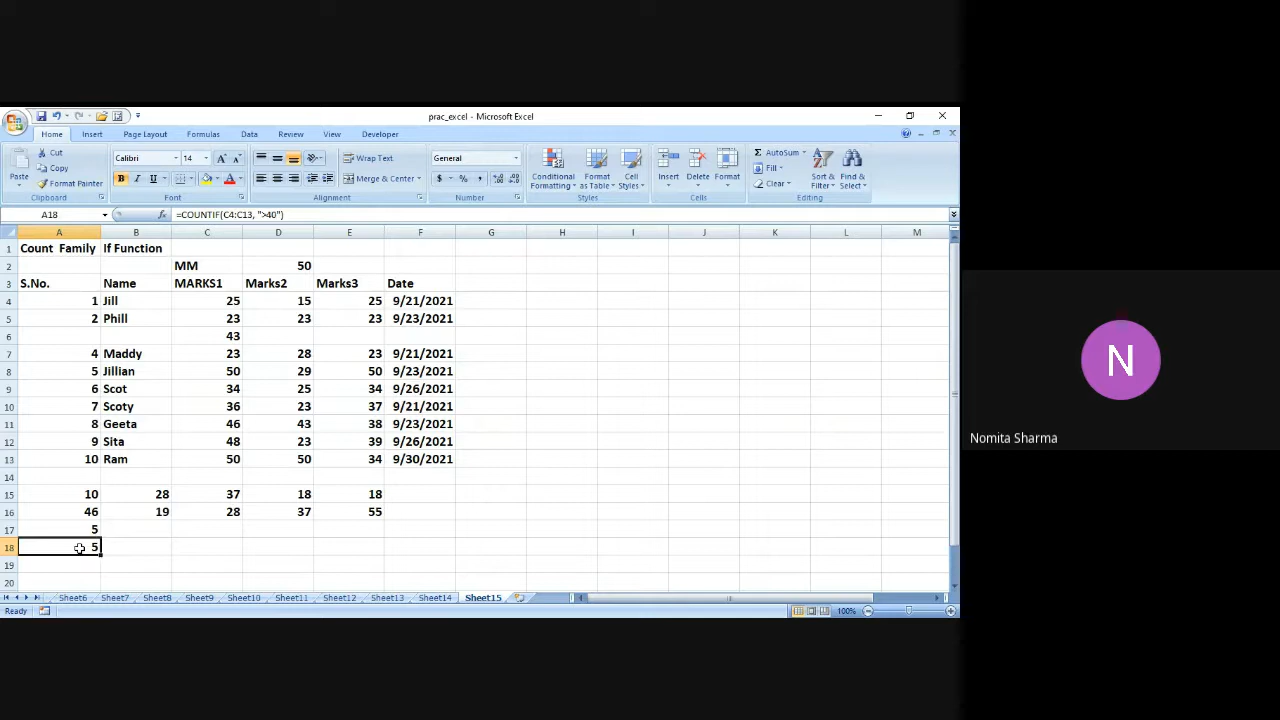 prac_excel - Microsoft Excel
Home Insert Page Layout Formulas Data Review View Developer
Paste
Cut
Copy
Format Painter
Clipboard
Calibri 14 A A
B I U A
Font
Wrap Text
Merge & Center
Alignment
General
$ % ,
Number
Conditional Formatting
Format as Table
Cell Styles
Styles
Insert Delete Format
Cells
Σ AutoSum
Fill
Clear
Sort & Filter
Find & Select
Editing
A18 fx =COUNTIF(C4:C13, ">40")
A B C D E F G H I J K L M
1 Count Family If Function
2 MM 50
3 S.No. Name MARKS1 Marks2 Marks3 Date
4 1 Jill 25 15 25 9/21/2021
5 2 Phill 23 23 23 9/23/2021
6 43
7 4 Maddy 23 28 23 9/21/2021
8 5 Jillian 50 29 50 9/23/2021
9 6 Scot 34 25 34 9/26/2021
10 7 Scoty 36 23 37 9/21/2021
11 8 Geeta 46 43 38 9/23/2021
12 9 Sita 48 23 39 9/26/2021
13 10 Ram 50 50 34 9/30/2021
14
15 10 28 37 18 18
16 46 19 28 37 55
17 5
18 5
19
20
Sheet6 Sheet7 Sheet8 Sheet9 Sheet10 Sheet11 Sheet12 Sheet13 Sheet14 Sheet15
Ready 100%
N
Nomita Sharma